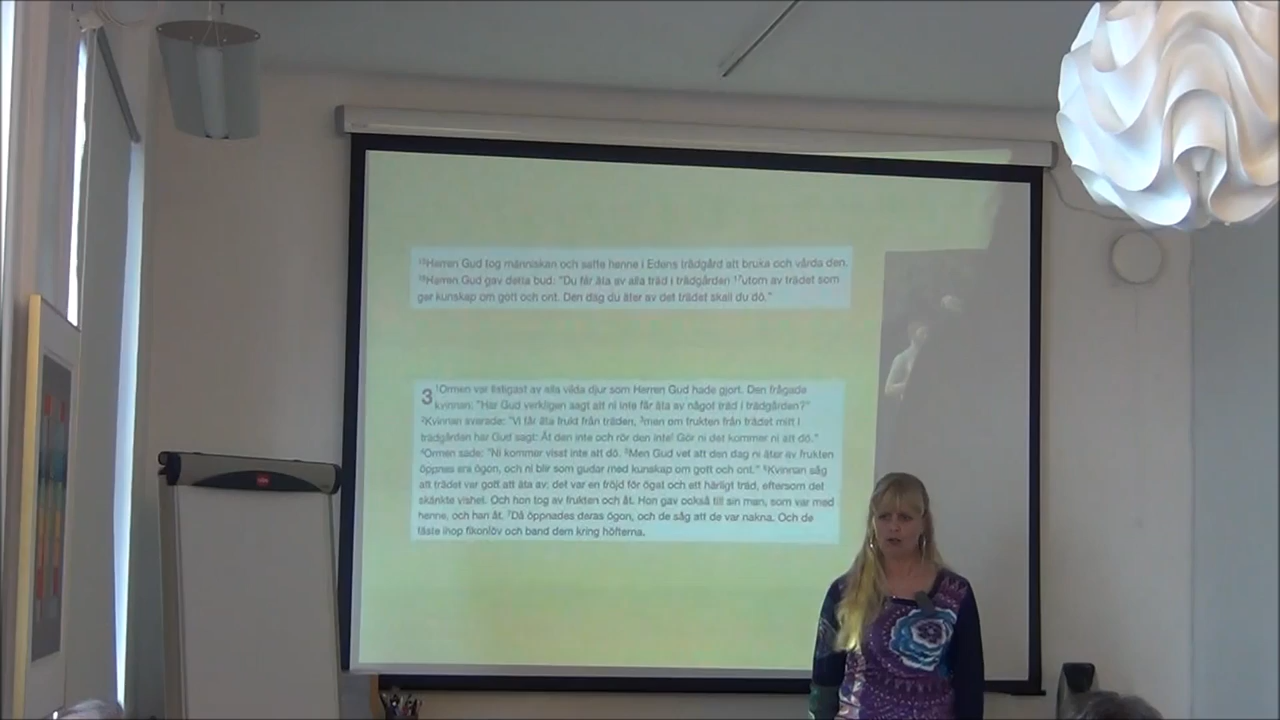 ¹⁵Herren Gud tog människan och satte henne i Edens trädgård att bruka och vårda den.
¹⁶Herren Gud gav detta bud: "Du får äta av alla träd i trädgården ¹⁷utom av trädet som
ger kunskap om gott och ont. Den dag du äter av det trädet skall du dö."
3 ¹Ormen var listigast av alla vilda djur som Herren Gud hade gjort. Den frågade
kvinnan: "Har Gud verkligen sagt att ni inte får äta av något träd i trädgården?"
²Kvinnan svarade: "Vi får äta frukt från träden, ³men om frukten från trädet mitt i
trädgården har Gud sagt: Ät den inte och rör den inte! Gör ni det kommer ni att dö."
⁴Ormen sade: "Ni kommer visst inte att dö. ⁵Men Gud vet att den dag ni äter av frukten
öppnas era ögon, och ni blir som gudar med kunskap om gott och ont." ⁶Kvinnan såg
att trädet var gott att äta av: det var en fröjd för ögat och ett härligt träd, eftersom det
skänkte vishet. Och hon tog av frukten och åt. Hon gav också till sin man, som var med
henne, och han åt. ⁷Då öppnades deras ögon, och de såg att de var nakna. Och de
fäste ihop fikonlöv och band dem kring höfterna.